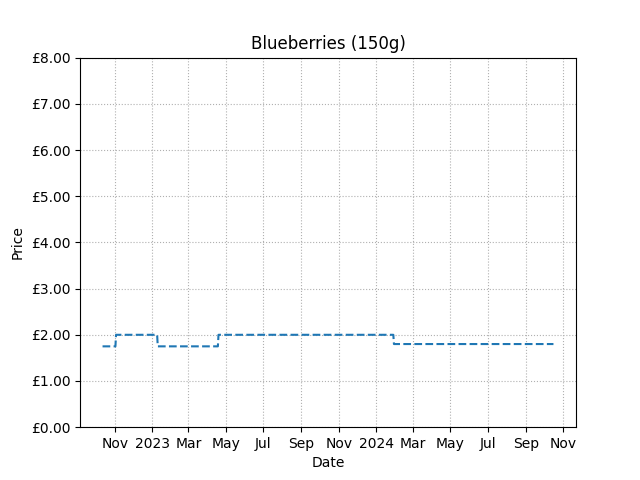 Blueberries (150g)
£8.00
£7.00
£6.00
£5.00
£4.00
£3.00
£2.00
£1.00
£0.00
Price
Nov 2023 Mar May Jul Sep Nov 2024 Mar May Jul Sep Nov
Date